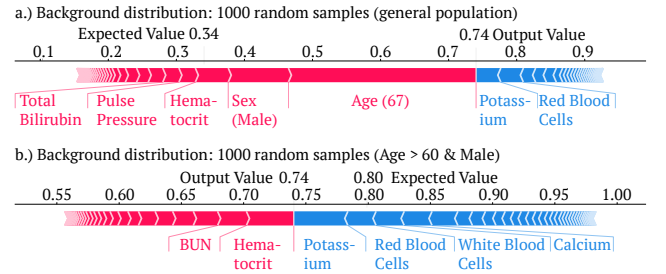 a.) Background distribution: 1000 random samples (general population)
Expected Value 0.34 0.74 Output Value
0.1 0.2 0.3 0.4 0.5 0.6 0.7 0.8 0.9
Total Pulse Hema- Sex Age (67) Potass- Red Blood
Bilirubin Pressure tocrit (Male) ium Cells
b.) Background distribution: 1000 random samples (Age > 60 & Male)
Output Value 0.74 0.80 Expected Value
0.55 0.60 0.65 0.70 0.75 0.80 0.85 0.90 0.95 1.00
BUN Hema- Potass- Red Blood White Blood Calcium
tocrit ium Cells Cells